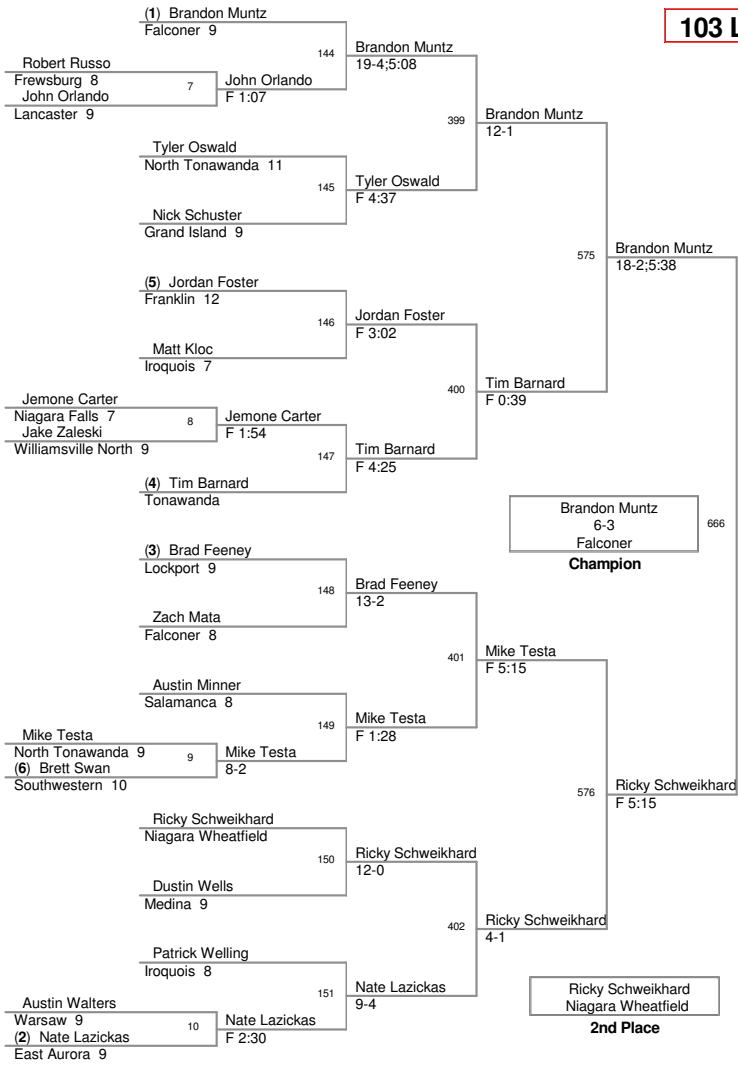 103 L
(1) Brandon Muntz
Falconer 9
144
Brandon Muntz
19-4;5:08
Robert Russo
Frewsburg 8
7
John Orlando
Lancaster 9
John Orlando
F 1:07
399
Brandon Muntz
12-1
Tyler Oswald
North Tonawanda 11
145
Tyler Oswald
F 4:37
Nick Schuster
Grand Island 9
575
Brandon Muntz
18-2;5:38
(5) Jordan Foster
Franklin 12
146
Jordan Foster
F 3:02
Matt Kloc
Iroquois 7
400
Tim Barnard
F 0:39
Jemone Carter
Niagara Falls 7
8
Jake Zaleski
Williamsville North 9
Jemone Carter
F 1:54
147
Tim Barnard
F 4:25
(4) Tim Barnard
Tonawanda
Brandon Muntz
6-3
Falconer
666
Champion
(3) Brad Feeney
Lockport 9
148
Brad Feeney
13-2
Zach Mata
Falconer 8
401
Mike Testa
F 5:15
Austin Minner
Salamanca 8
149
Mike Testa
F 1:28
Mike Testa
North Tonawanda 9
9
(6) Brett Swan
Southwestern 10
Mike Testa
8-2
576
Ricky Schweikhard
F 5:15
Ricky Schweikhard
Niagara Wheatfield
150
Ricky Schweikhard
12-0
Dustin Wells
Medina 9
402
Ricky Schweikhard
4-1
Patrick Welling
Iroquois 8
151
Nate Lazickas
9-4
Austin Walters
Warsaw 9
10
(2) Nate Lazickas
East Aurora 9
Nate Lazickas
F 2:30
Ricky Schweikhard
Niagara Wheatfield
2nd Place